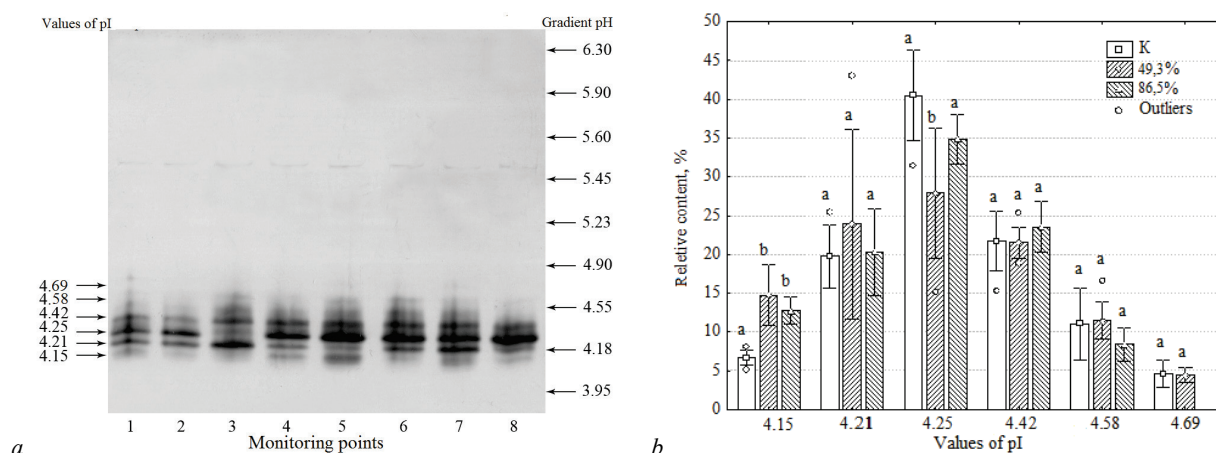 Values of pI
Gradient pH
6.30
5.90
5.60
5.45
5.23
4.90
4.55
4.18
3.95
4.69
4.58
4.42
4.25
4.21
4.15
1 2 3 4 5 6 7 8
Monitoring points
a
50
45
40
35
30
25
20
15
10
5
0
Reletive content, %
K
49,3%
86,5%
Outliers
a b b
a a a
a b a
a a a
a a a
a a
4.15 4.21 4.25 4.42 4.58 4.69
Values of pI
b